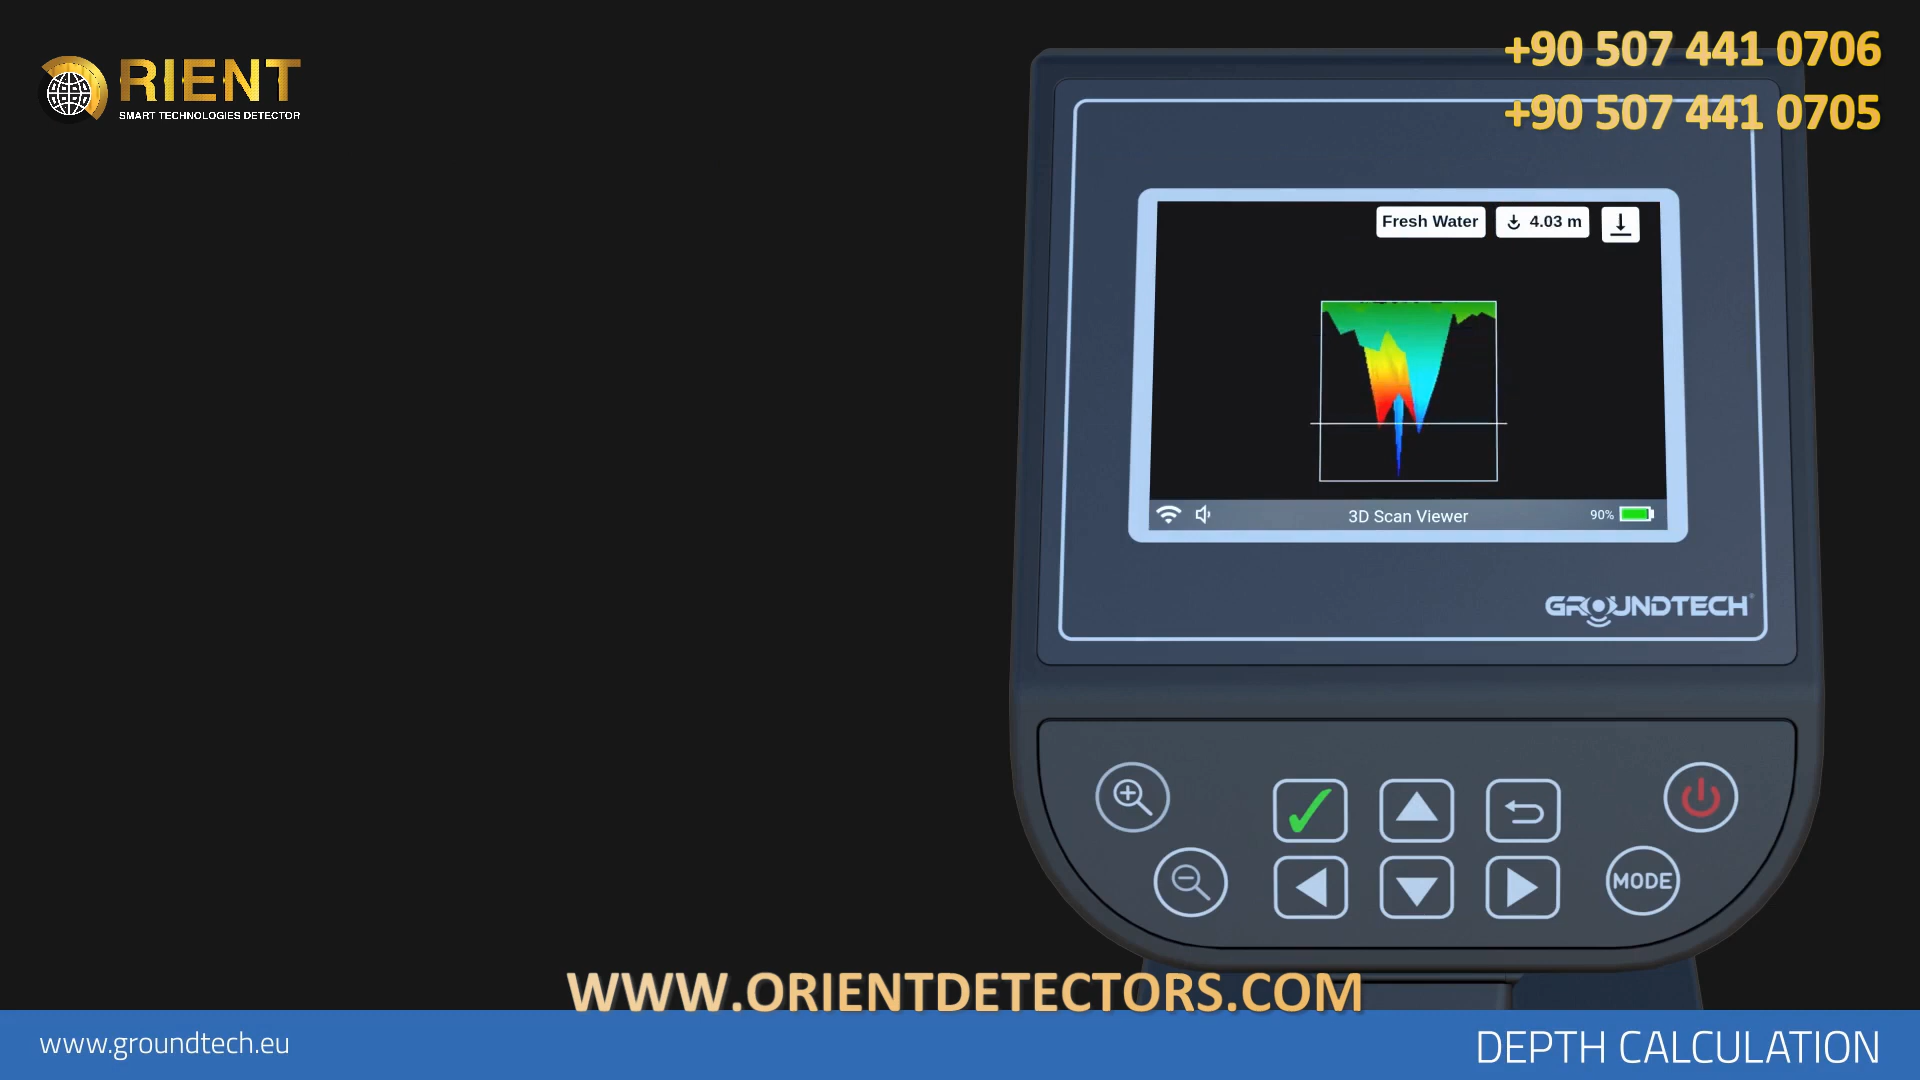 RIENT
SMART TECHNOLOGIES DETECTOR
+90 507 441 0706
+90 507 441 0705
Fresh Water
4.03 m
3D Scan Viewer
90%
GROUNDTECH
MODE
WWW.ORIENTDETECTORS.COM
www.groundtech.eu
DEPTH CALCULATION